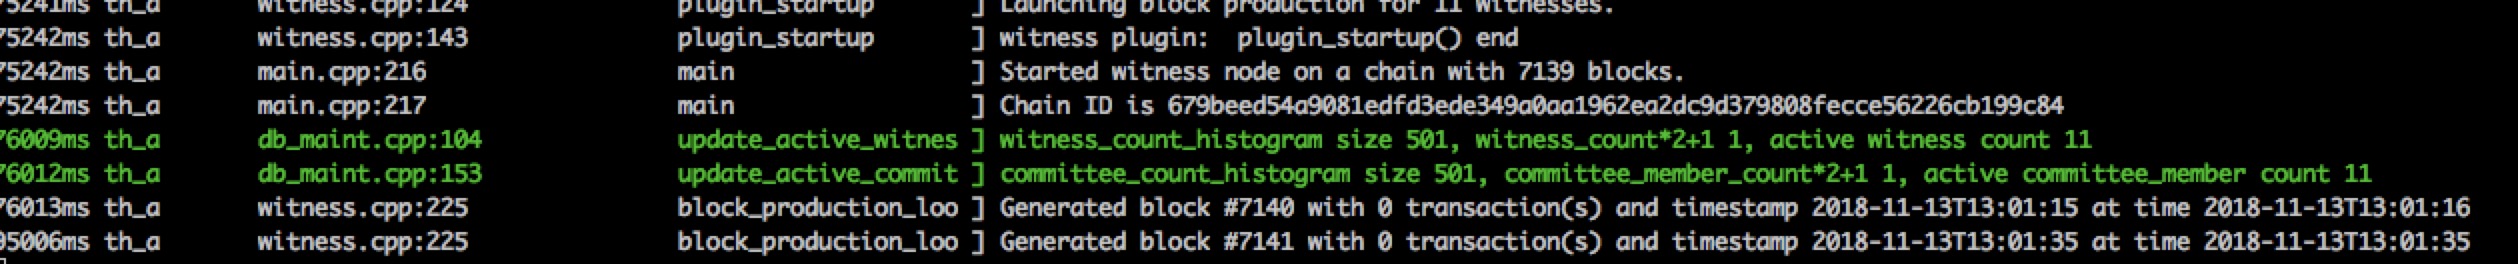 75241ms th_a witness.cpp:124 plugin_startup ] Launching block production for 11 witnesses.
75242ms th_a witness.cpp:143 plugin_startup ] witness plugin: plugin_startup() end
75242ms th_a main.cpp:216 main ] Started witness node on a chain with 7139 blocks.
75242ms th_a main.cpp:217 main ] Chain ID is 679beed54a9081edfd3ede349a0aa1962ea2dc9d379808fecce56226cb199c84
76009ms th_a db_maint.cpp:104 update_active_witnes ] witness_count_histogram size 501, witness_count*2+1 1, active witness count 11
76012ms th_a db_maint.cpp:153 update_active_commit ] committee_count_histogram size 501, committee_member_count*2+1 1, active committee_member count 11
76013ms th_a witness.cpp:225 block_production_loo ] Generated block #7140 with 0 transaction(s) and timestamp 2018-11-13T13:01:15 at time 2018-11-13T13:01:16
95006ms th_a witness.cpp:225 block_production_loo ] Generated block #7141 with 0 transaction(s) and timestamp 2018-11-13T13:01:35 at time 2018-11-13T13:01:35